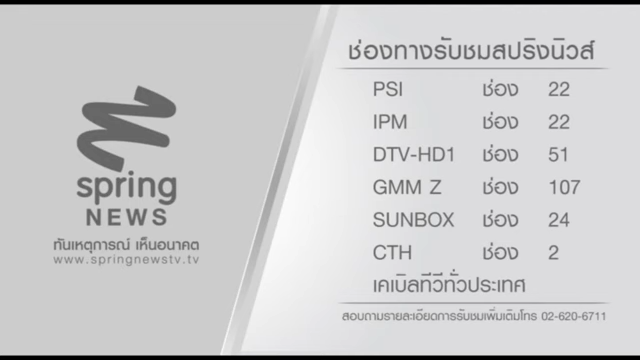 spring
NEWS
ทันเหตุการณ์ เห็นอนาคต
www.springnewstv.tv
ช่องทางรับชมสปริงนิวส์
PSI ช่อง 22
IPM ช่อง 22
DTV-HD1 ช่อง 51
GMM Z ช่อง 107
SUNBOX ช่อง 24
CTH ช่อง 2
เคเบิลทีวีทั่วประเทศ
สอบถามรายละเอียดการรับชมเพิ่มเติมโทร 02-620-6711